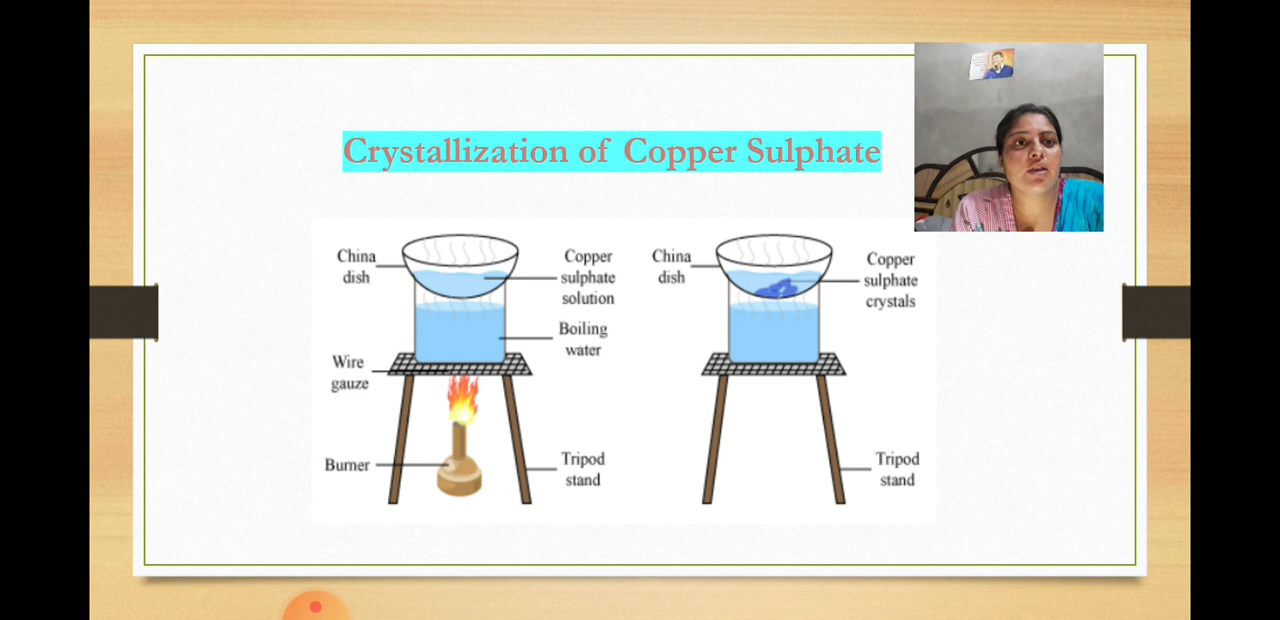 Crystallization of Copper Sulphate
China
dish
Copper
sulphate
solution
Boiling
water
Wire
gauze
Burner
Tripod
stand
China
dish
Copper
sulphate
crystals
Tripod
stand